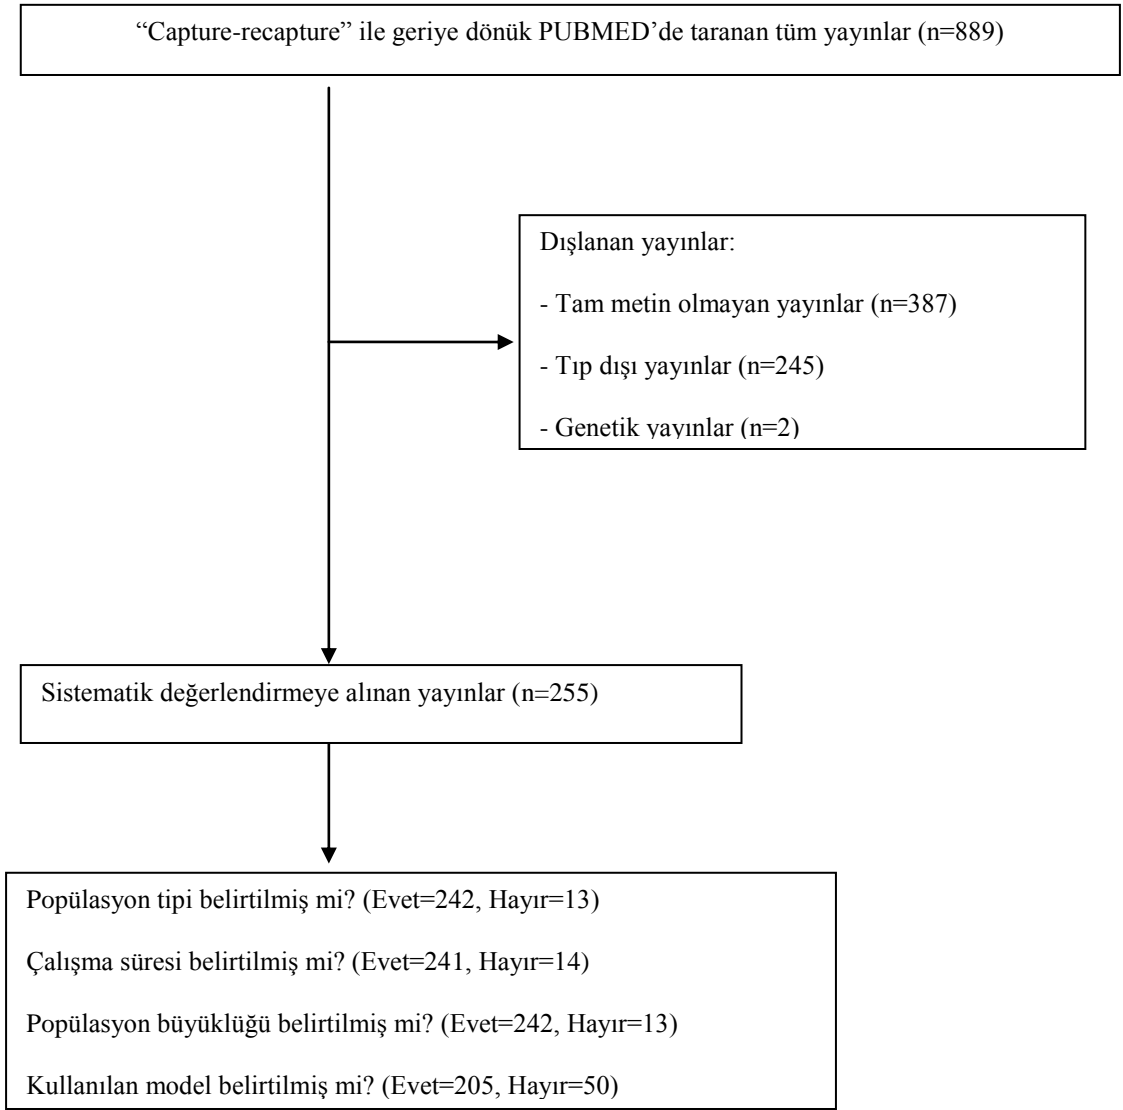 “Capture-recapture” ile geriye dönük PUBMED’de taranan tüm yayınlar (n=889)
Dışlanan yayınlar:
- Tam metin olmayan yayınlar (n=387)
- Tıp dışı yayınlar (n=245)
- Genetik yayınlar (n=2)
Sistematik değerlendirmeye alınan yayınlar (n=255)
Popülasyon tipi belirtilmiş mi? (Evet=242, Hayır=13)
Çalışma süresi belirtilmiş mi? (Evet=241, Hayır=14)
Popülasyon büyüklüğü belirtilmiş mi? (Evet=242, Hayır=13)
Kullanılan model belirtilmiş mi? (Evet=205, Hayır=50)